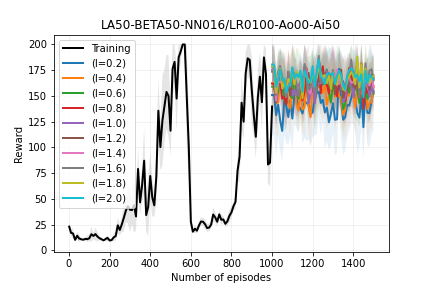 LA50-BETA50-NN016/LR0100-Ao00-Ai50
Reward
200
175
150
125
100
75
50
25
0
Training
(l=0.2)
(l=0.4)
(l=0.6)
(l=0.8)
(l=1.0)
(l=1.2)
(l=1.4)
(l=1.6)
(l=1.8)
(l=2.0)
0 200 400 600 800 1000 1200 1400
Number of episodes